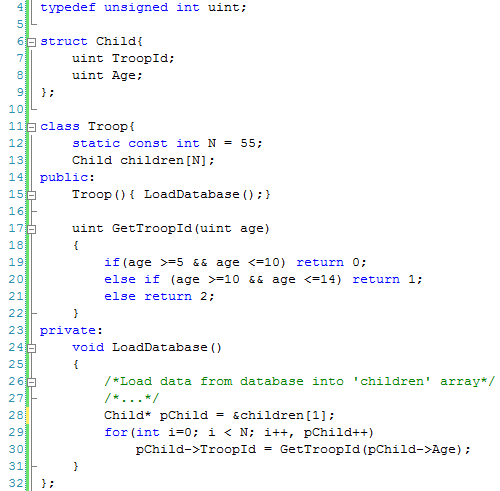 4 typedef unsigned int uint;
5
6 struct Child{
7 uint TroopId;
8 uint Age;
9 };
10
11 class Troop{
12 static const int N = 55;
13 Child children[N];
14 public:
15 Troop(){ LoadDatabase();}
16
17 uint GetTroopId(uint age)
18 {
19 if(age >=5 && age <=10) return 0;
20 else if (age >=10 && age <=14) return 1;
21 else return 2;
22 }
23 private:
24 void LoadDatabase()
25 {
26 /*Load data from database into 'children' array*/
27 /*...*/
28 Child* pChild = &children[1];
29 for(int i=0; i < N; i++, pChild++)
30 pChild->TroopId = GetTroopId(pChild->Age);
31 }
32 };